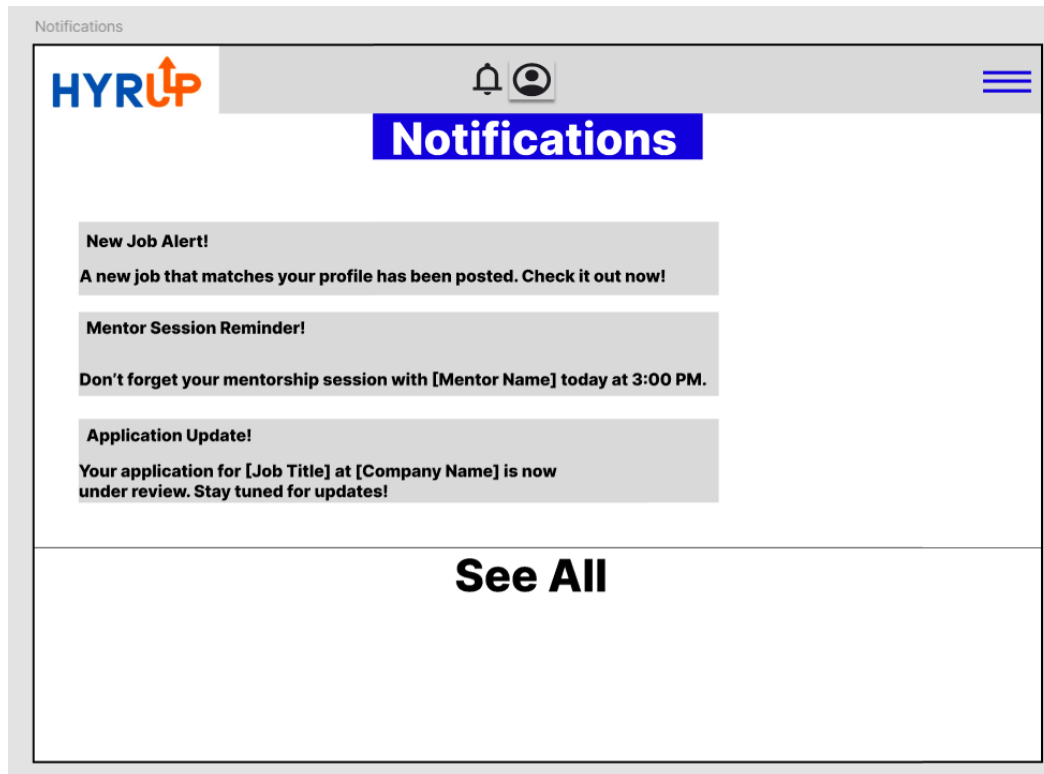 Notifications
HYRUP
Notifications
New Job Alert!
A new job that matches your profile has been posted. Check it out now!
Mentor Session Reminder!
Don’t forget your mentorship session with [Mentor Name] today at 3:00 PM.
Application Update!
Your application for [Job Title] at [Company Name] is now
under review. Stay tuned for updates!
See All